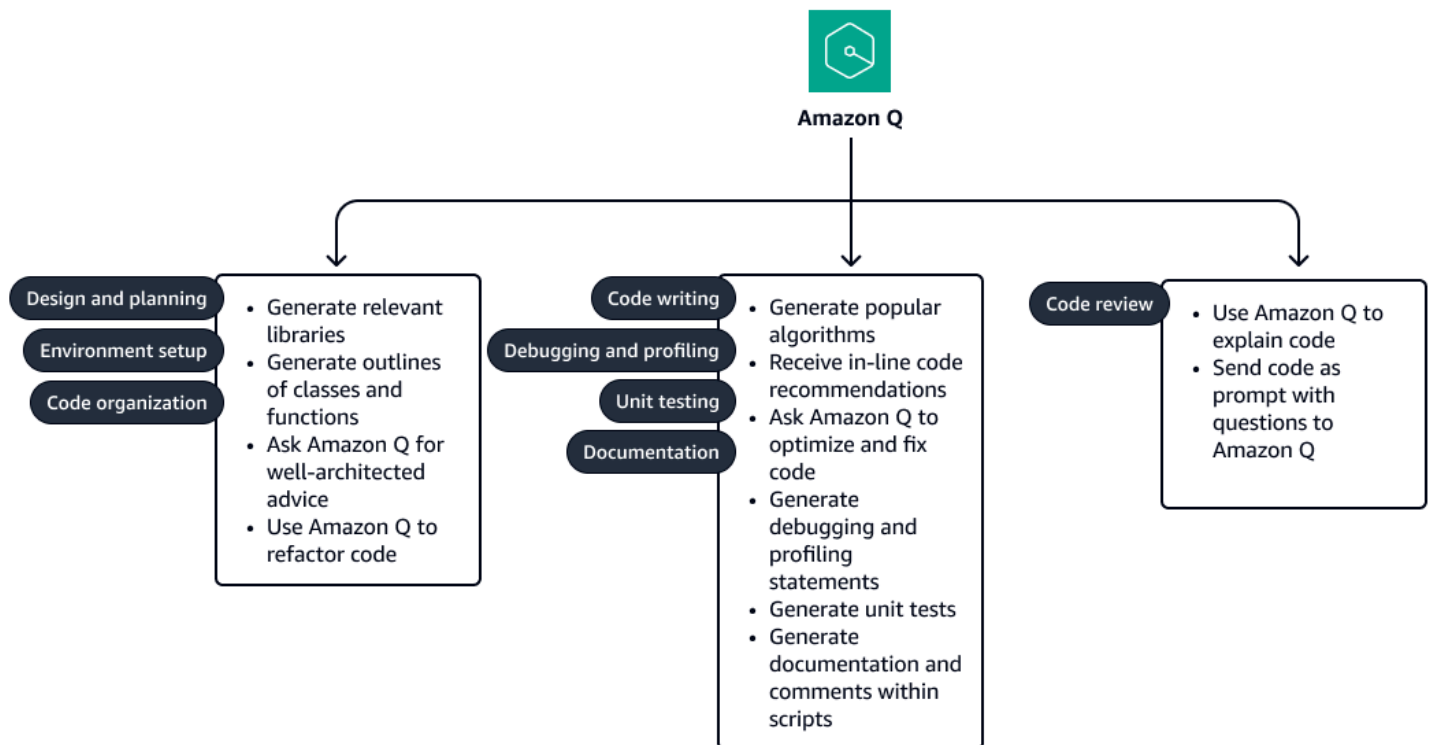 Amazon Q
Design and planning
Environment setup
Code organization
• Generate relevant
libraries
• Generate outlines
of classes and
functions
• Ask Amazon Q for
well-architected
advice
• Use Amazon Q to
refactor code
Code writing
Debugging and profiling
Unit testing
Documentation
• Generate popular
algorithms
• Receive in-line code
recommendations
• Ask Amazon Q to
optimize and fix
code
• Generate
debugging and
profiling
statements
• Generate unit tests
• Generate
documentation and
comments within
scripts
Code review
• Use Amazon Q to
explain code
• Send code as
prompt with
questions to
Amazon Q